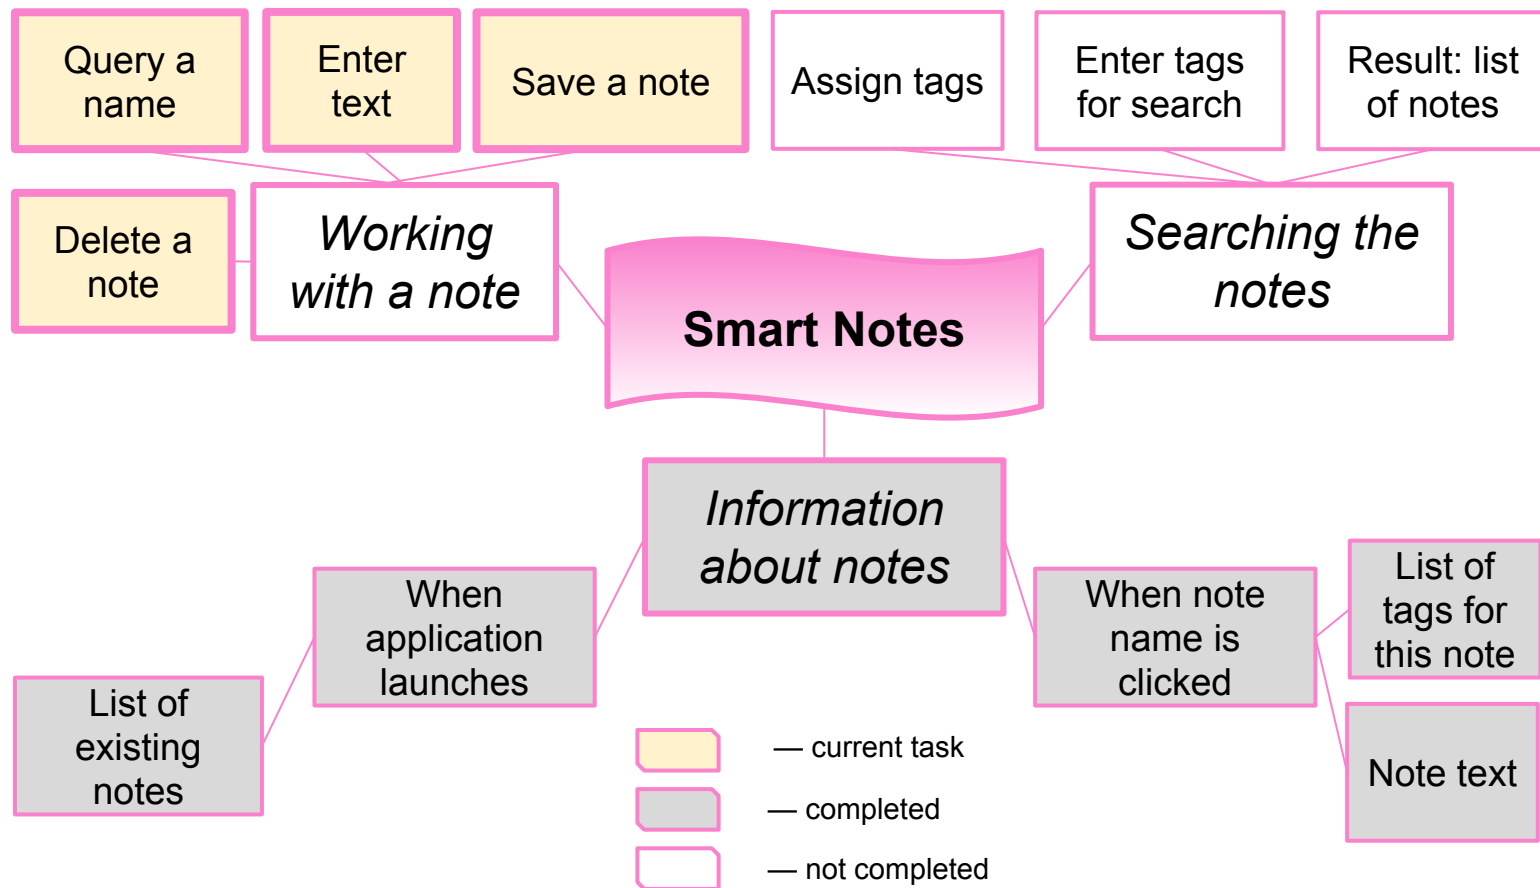 Query a
name
Enter
text
Save a note
Assign tags
Enter tags
for search
Result: list
of notes
Delete a
note
Working
with a note
Searching the
notes
Smart Notes
Information
about notes
When
application
launches
When note
name is
clicked
List of
tags for
this note
List of
existing
notes
Note text
— current task
— completed
— not completed